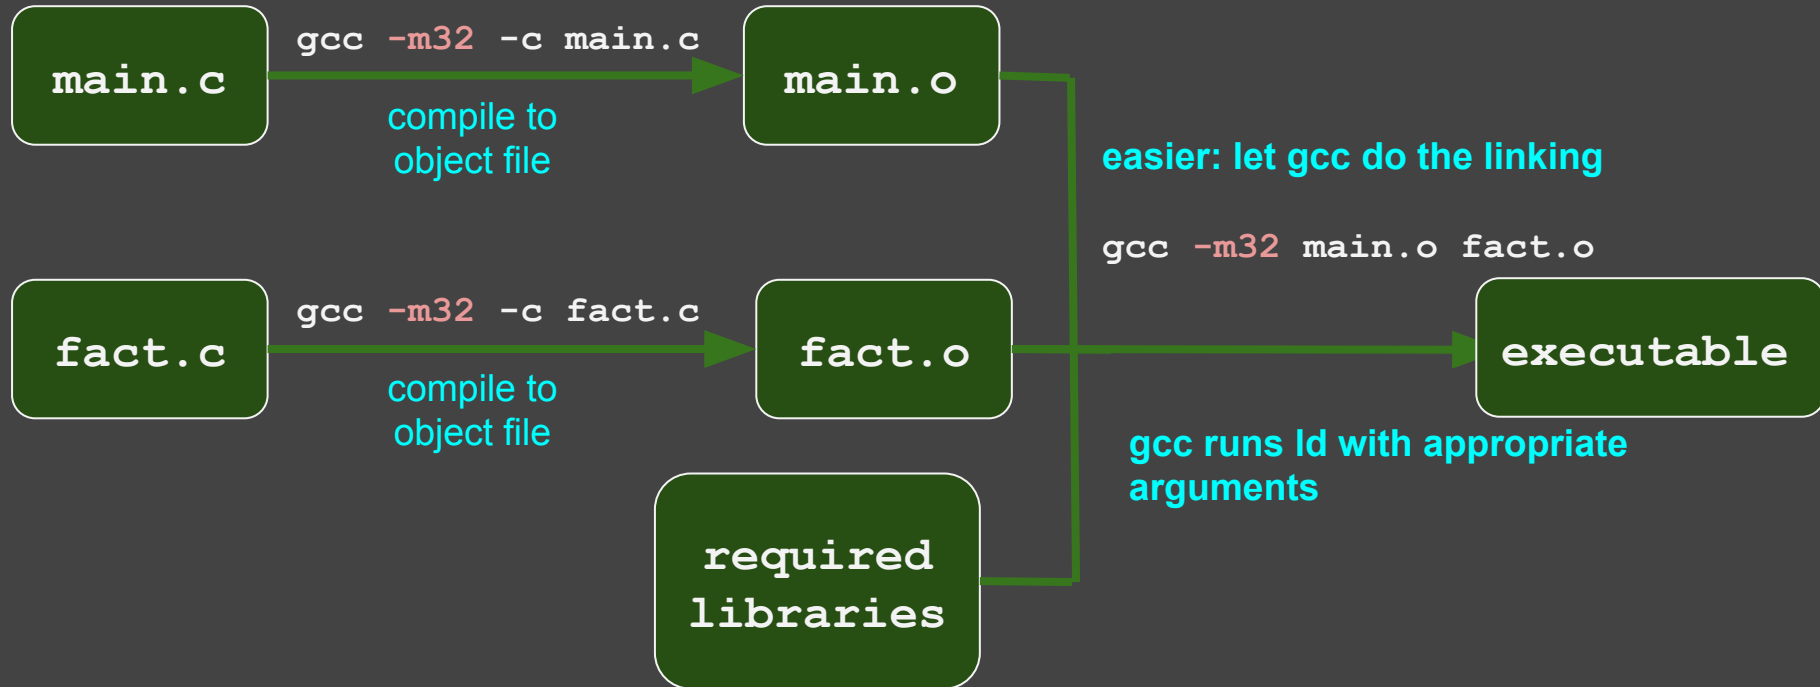 gcc -m32 -c main.c
main.c
main.o
compile to
object file
easier: let gcc do the linking
gcc -m32 main.o fact.o
gcc -m32 -c fact.c
fact.c
fact.o
executable
compile to
object file
gcc runs ld with appropriate
arguments
required
libraries